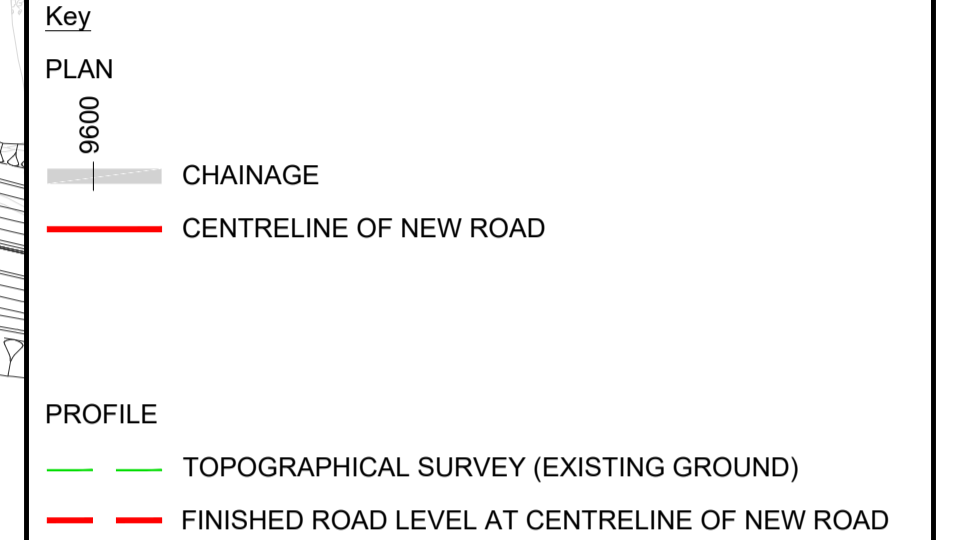 Key
PLAN
9600
CHAINAGE
CENTRELINE OF NEW ROAD
PROFILE
TOPOGRAPHICAL SURVEY (EXISTING GROUND)
FINISHED ROAD LEVEL AT CENTRELINE OF NEW ROAD